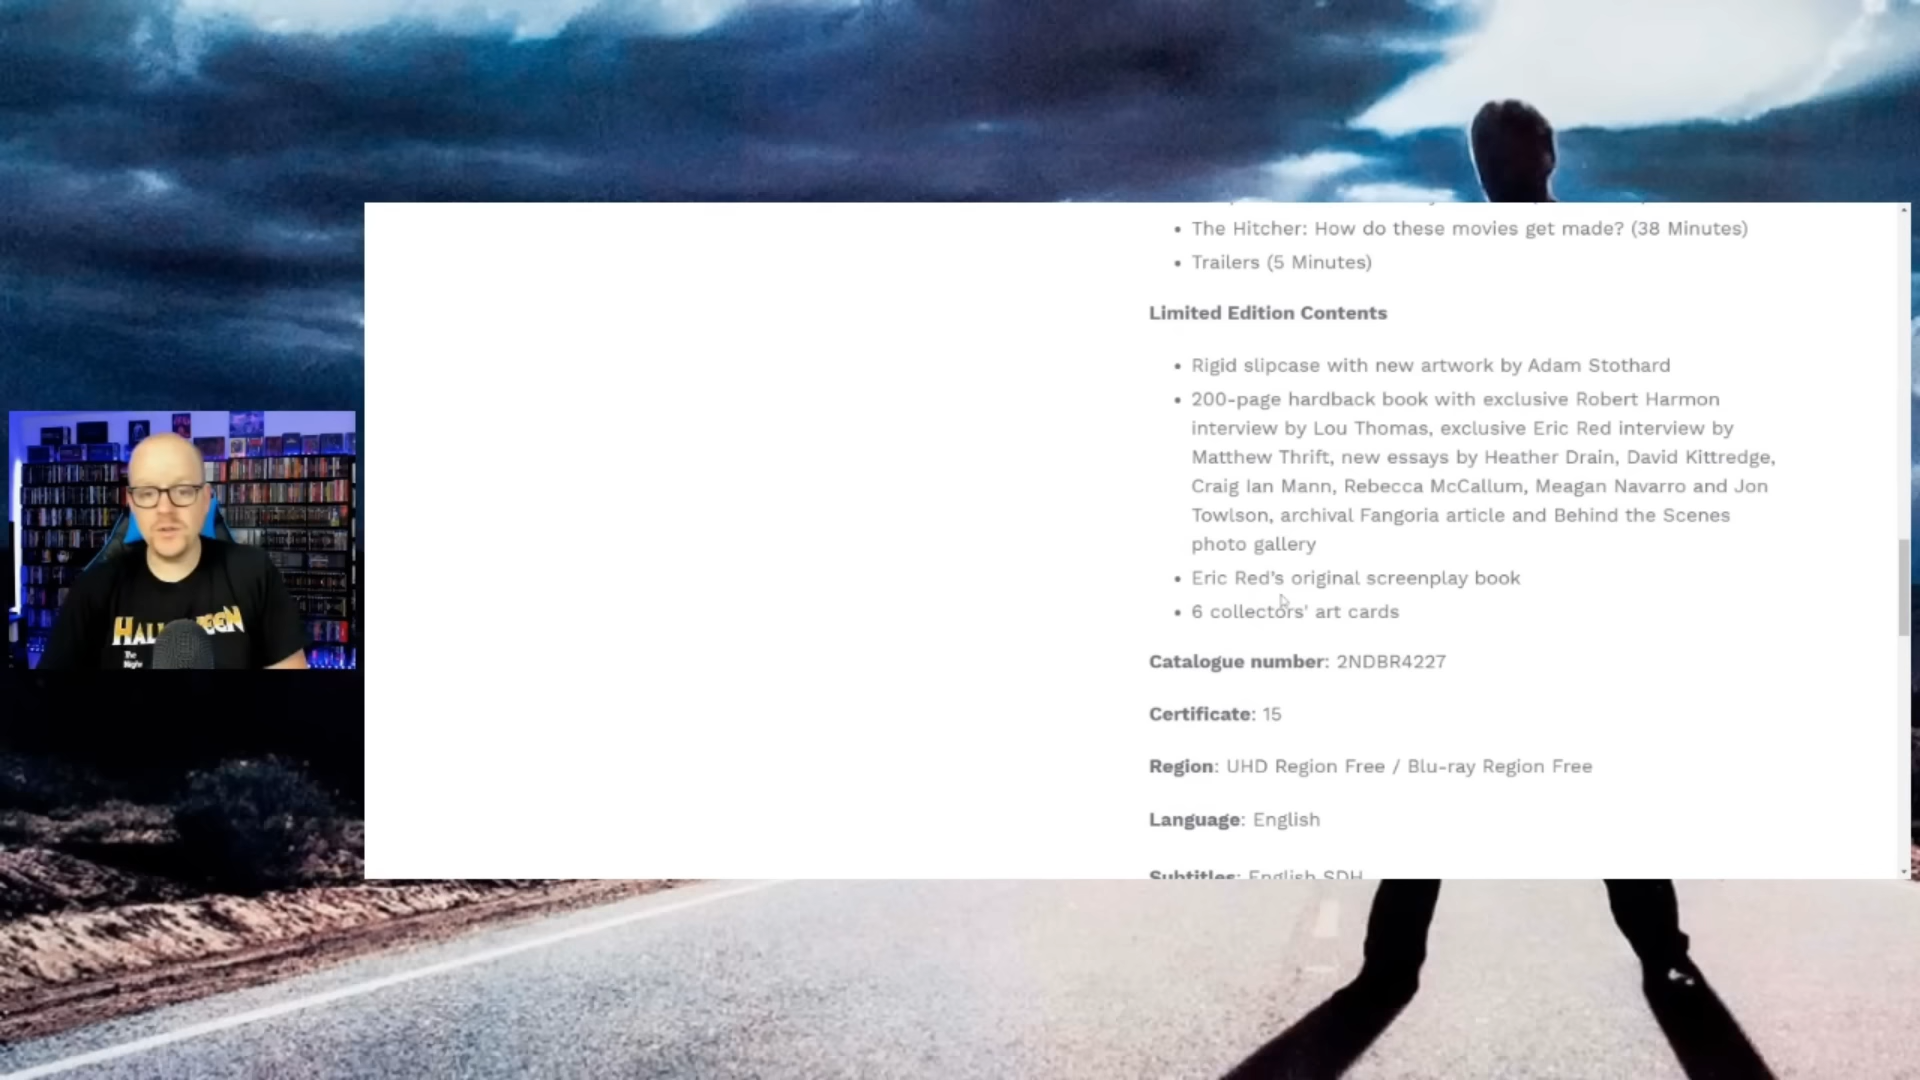 The Hitcher: How do these movies get made? (38 Minutes)
Trailers (5 Minutes)
Limited Edition Contents
Rigid slipcase with new artwork by Adam Stothard
200-page hardback book with exclusive Robert Harmon
interview by Lou Thomas, exclusive Eric Red interview by
Matthew Thrift, new essays by Heather Drain, David Kittredge,
Craig Ian Mann, Rebecca McCallum, Meagan Navarro and Jon
Towlson, archival Fangoria article and Behind the Scenes
photo gallery
Eric Red's original screenplay book
6 collectors' art cards
Catalogue number: 2NDBR4227
Certificate: 15
Region: UHD Region Free / Blu-ray Region Free
Language: English
Subtitles: English SDH
The
Night